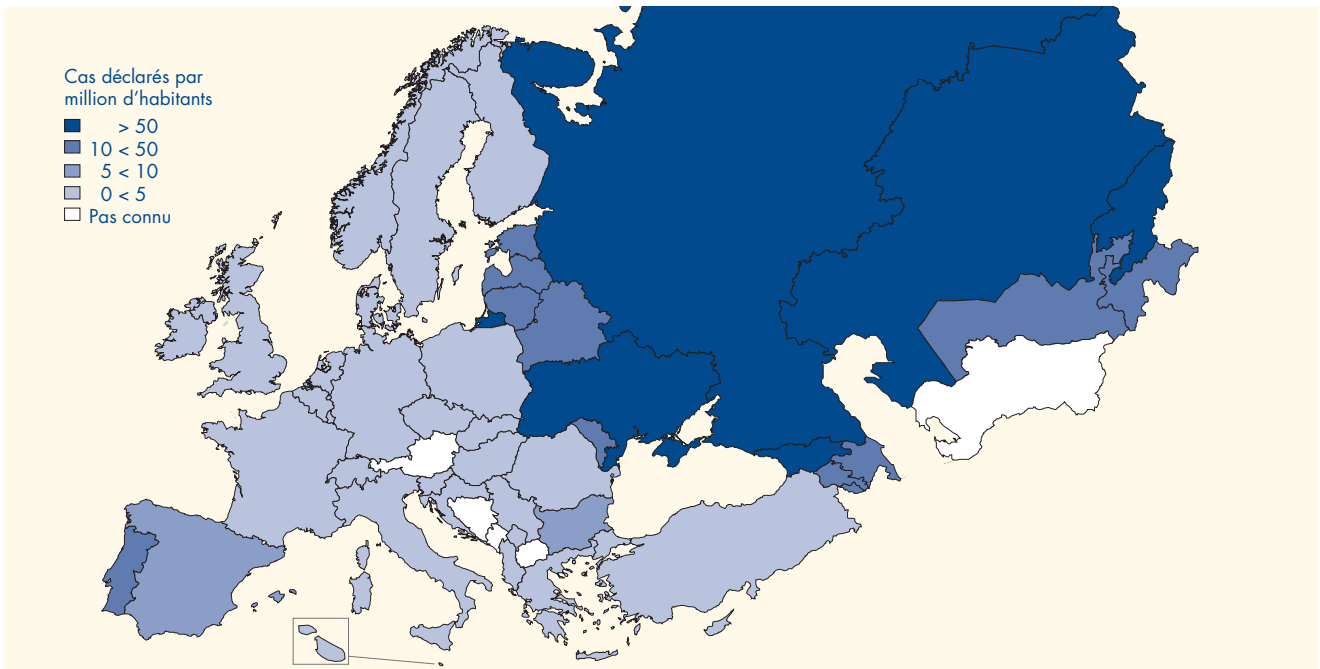 Cas déclarés par
million d’habitants
> 50
10 < 50
5 < 10
0 < 5
Pas connu